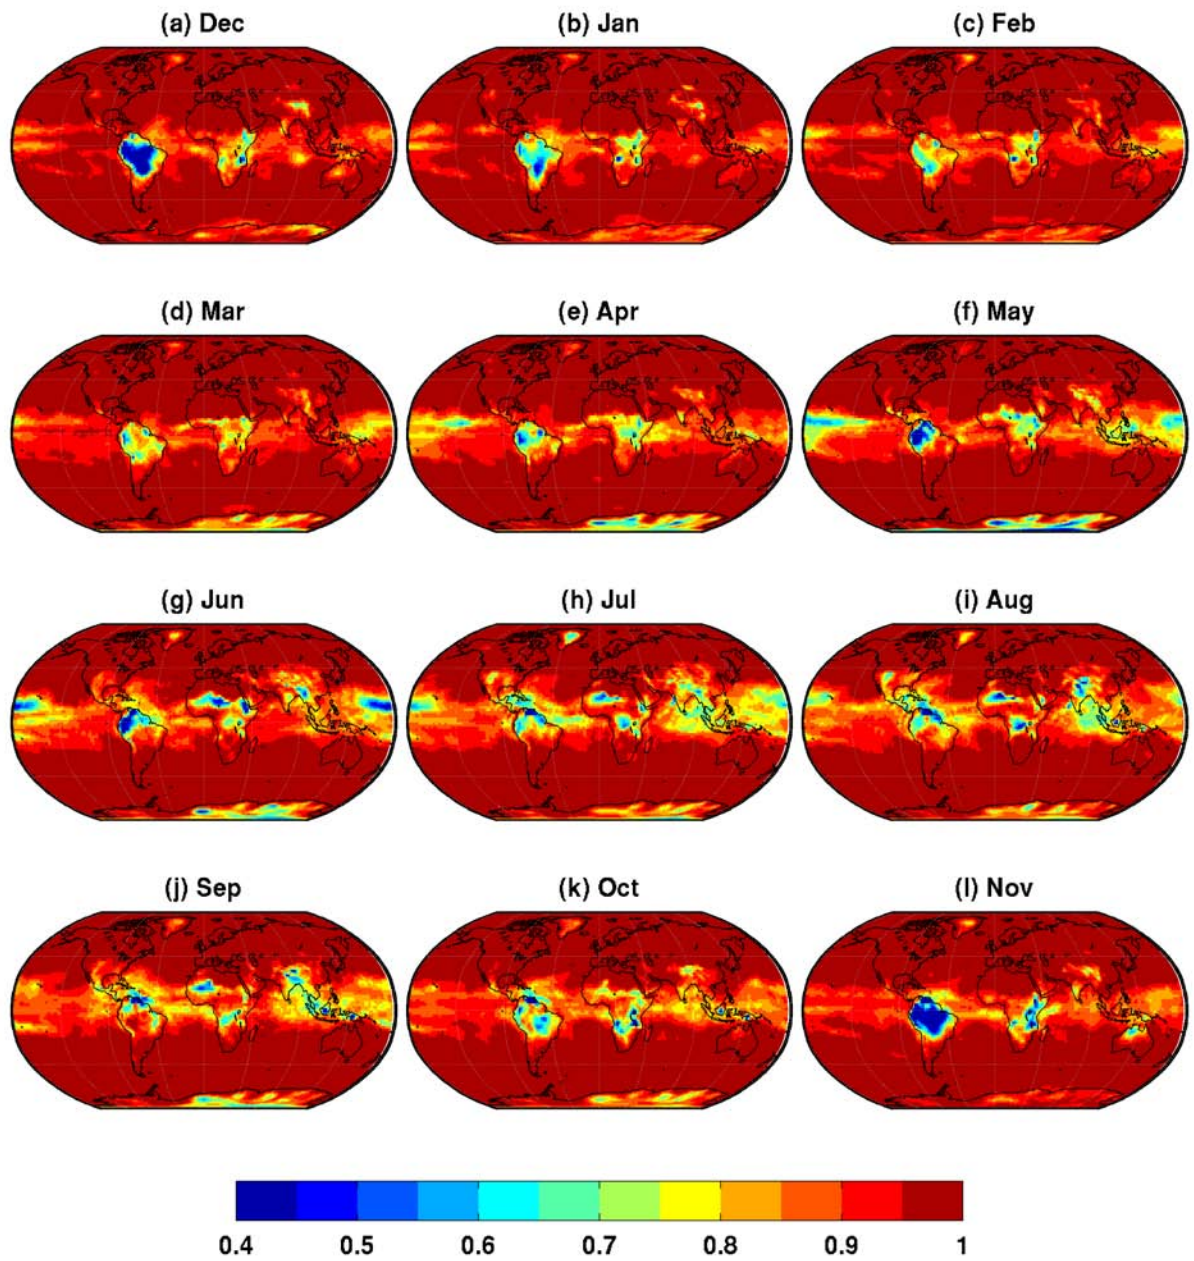 (a) Dec (b) Jan (c) Feb
(d) Mar (e) Apr (f) May
(g) Jun (h) Jul (i) Aug
(j) Sep (k) Oct (l) Nov
0.4 0.5 0.6 0.7 0.8 0.9 1